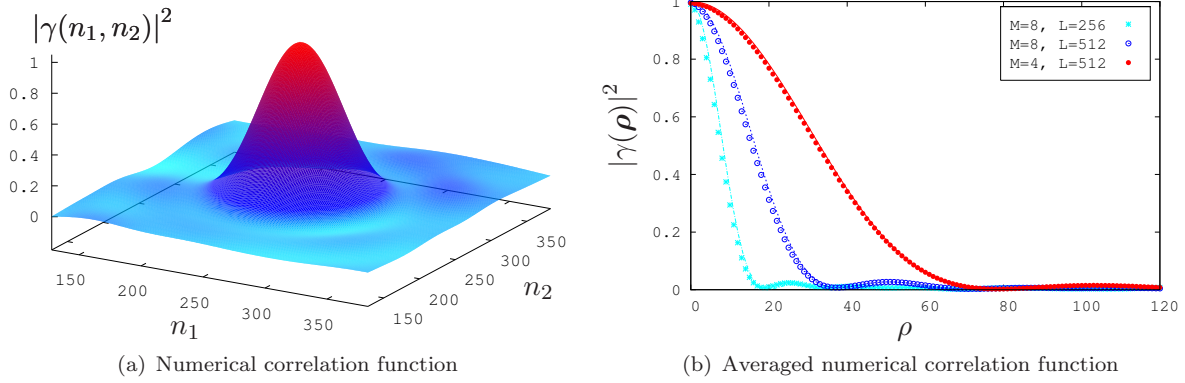 |γ(n₁, n₂)|²
1
0.8
0.6
0.4
0.2
0
150
200
250
300
350
n₁
150
200
250
300
350
n₂
(a) Numerical correlation function
1
0.8
0.6
0.4
0.2
0
|γ(ρ)|²
M=8, L=256
M=8, L=512
M=4, L=512
0 20 40 60 80 100 120
ρ
(b) Averaged numerical correlation function